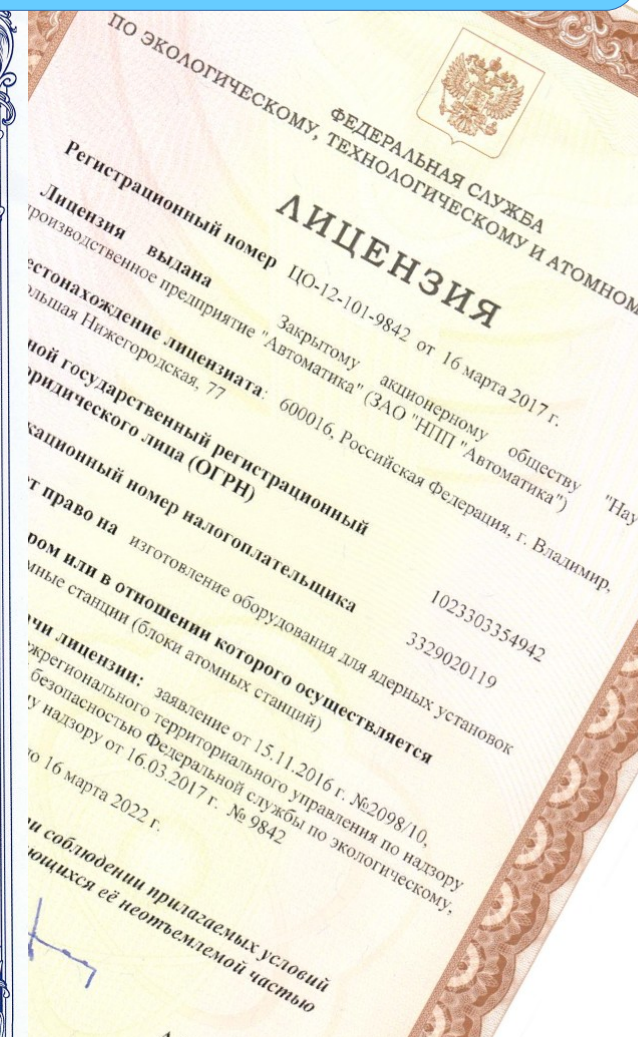 ФЕДЕРАЛЬНАЯ СЛУЖБА
ПО ЭКОЛОГИЧЕСКОМУ, ТЕХНОЛОГИЧЕСКОМУ И АТОМНОМ
ЛИЦЕНЗИЯ
Регистрационный номер ЦО-12-101-9842 от 16 марта 2017 г.
Лицензия выдана Закрытому акционерному обществу "Нау
производственное предприятие "Автоматика" (ЗАО "НПП "Автоматика")
естонахождение лицензиата: 600016, Российская Федерация, г. Владимир,
ольшая Нижегородская, 77
ной государственный регистрационный
ридического лица (ОГРН) 1023303354942
кационный номер налогоплательщика 3329020119
т право на изготовление оборудования для ядерных установок
ром или в отношении которого осуществляется
мные станции (блоки атомных станций)
чи лицензии: заявление от 15.11.2016 г. №2098/10,
жрегионального территориального управления по надзору
безопасностью Федеральной службы по экологическому,
у надзору от 16.03.2017 г. № 9842
о 16 марта 2022 г.
и соблюдении прилагаемых условий
ющихся её неотъемлемой частью